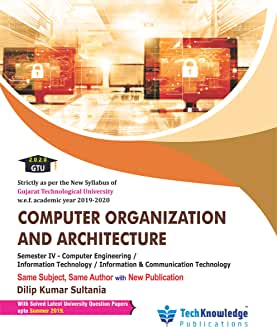 2020
GTU
Strictly as per the New Syllabus of
Gujarat Technological University
w.e.f. academic year 2019-2020
COMPUTER ORGANIZATION
AND ARCHITECTURE
Semester IV - Computer Engineering /
Information Technology / Information & Communication Technology
Same Subject, Same Author with New Publication
Dilip Kumar Sultania
With Solved Latest University Question Papers
upto Summer 2019.
TechKnowledge
Publications